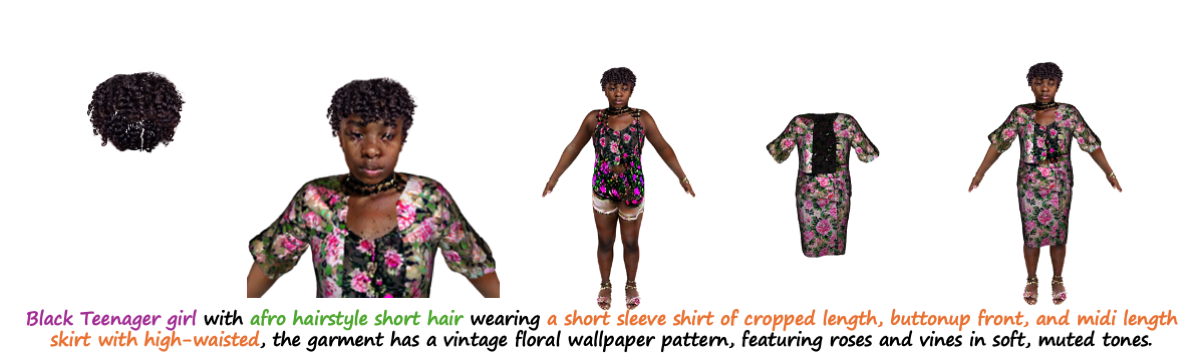 Black Teenager girl with afro hairstyle short hair wearing a short sleeve shirt of cropped length, buttonup front, and midi length
skirt with high-waisted, the garment has a vintage floral wallpaper pattern, featuring roses and vines in soft, muted tones.